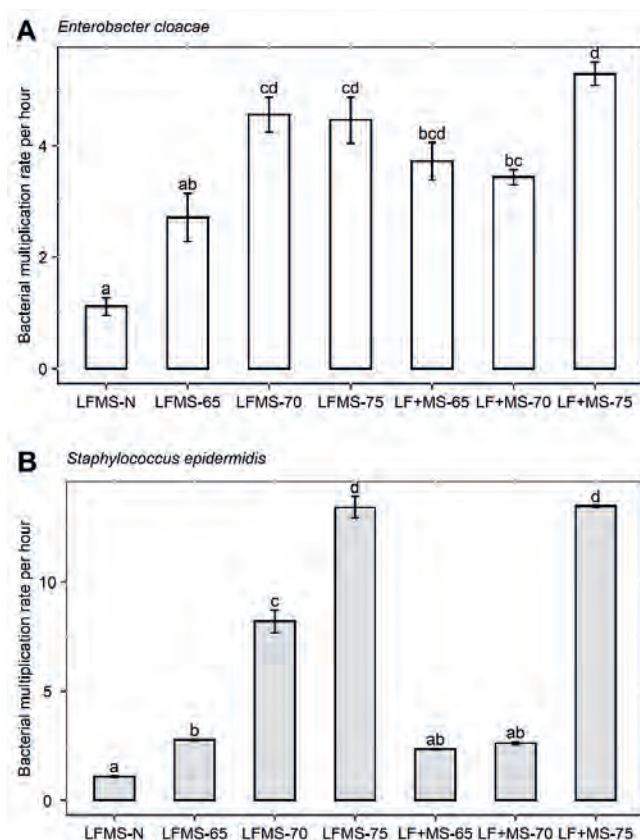 A
Enterobacter cloacae
Bacterial multiplication rate per hour
4
2
0
a
ab
cd
cd
bcd
bc
d
LFMS-N LFMS-65 LFMS-70 LFMS-75 LF+MS-65 LF+MS-70 LF+MS-75
B
Staphylococcus epidermidis
Bacterial multiplication rate per hour
10
5
0
a
b
c
d
ab
ab
d
LFMS-N LFMS-65 LFMS-70 LFMS-75 LF+MS-65 LF+MS-70 LF+MS-75